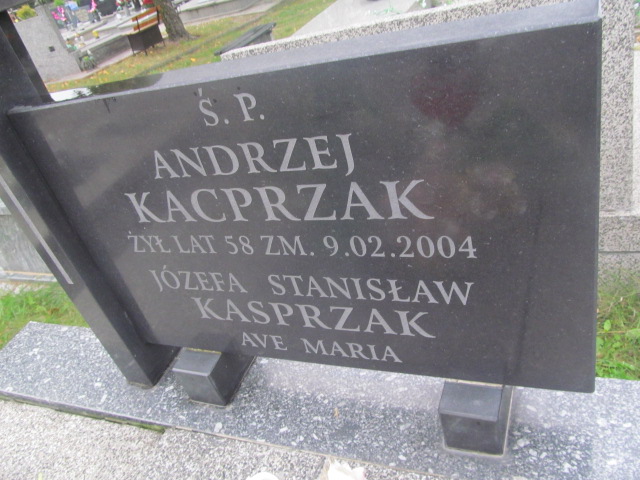 Ś. P.
ANDRZEJ
KACPRZAK
ŻYŁ LAT 58 ZM. 9.02.2004
JÓZEFA STANISŁAW
KASPRZAK
AVE MARIA